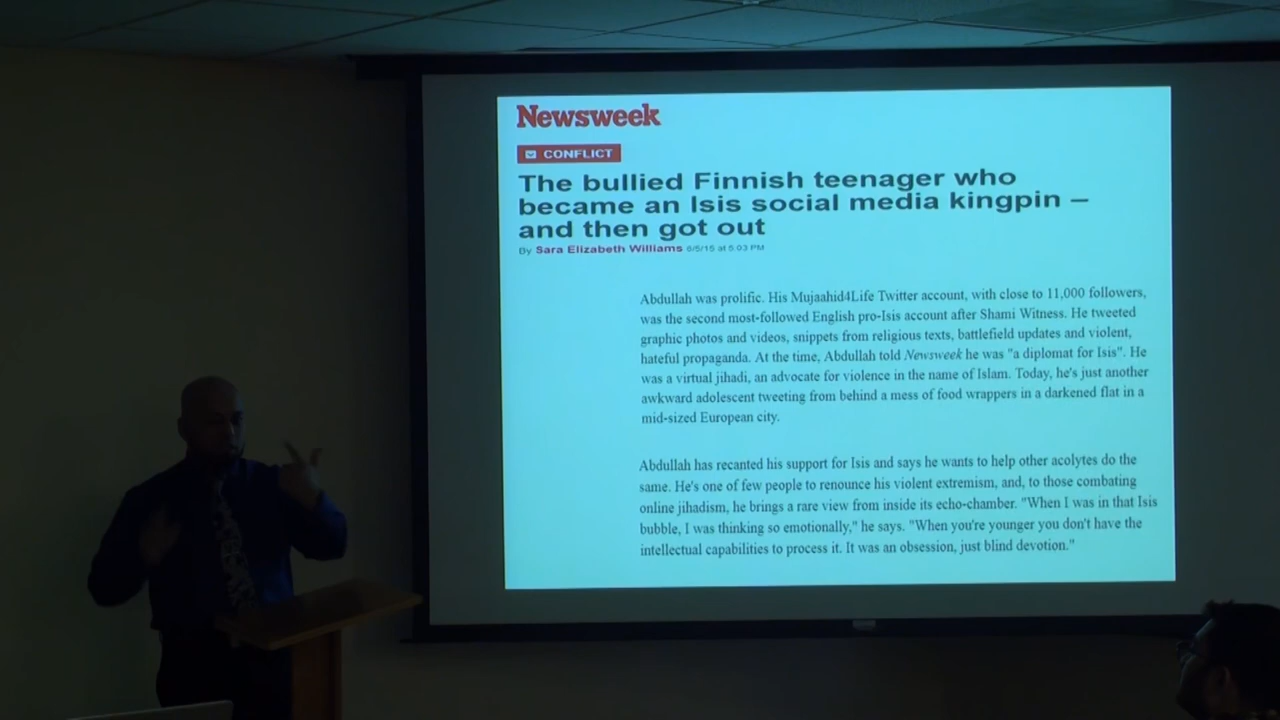 Newsweek
CONFLICT
The bullied Finnish teenager who
became an Isis social media kingpin –
and then got out
By Sara Elizabeth Williams 6/5/15 at 5:03 PM
Abdullah was prolific. His Mujaahid4Life Twitter account, with close to 11,000 followers,
was the second most-followed English pro-Isis account after Shami Witness. He tweeted
graphic photos and videos, snippets from religious texts, battlefield updates and violent,
hateful propaganda. At the time, Abdullah told Newsweek he was "a diplomat for Isis". He
was a virtual jihadi, an advocate for violence in the name of Islam. Today, he's just another
awkward adolescent tweeting from behind a mess of food wrappers in a darkened flat in a
mid-sized European city.
Abdullah has recanted his support for Isis and says he wants to help other acolytes do the
same. He's one of few people to renounce his violent extremism, and, to those combating
online jihadism, he brings a rare view from inside its echo-chamber. "When I was in that Isis
bubble, I was thinking so emotionally," he says. "When you're younger you don't have the
intellectual capabilities to process it. It was an obsession, just blind devotion."